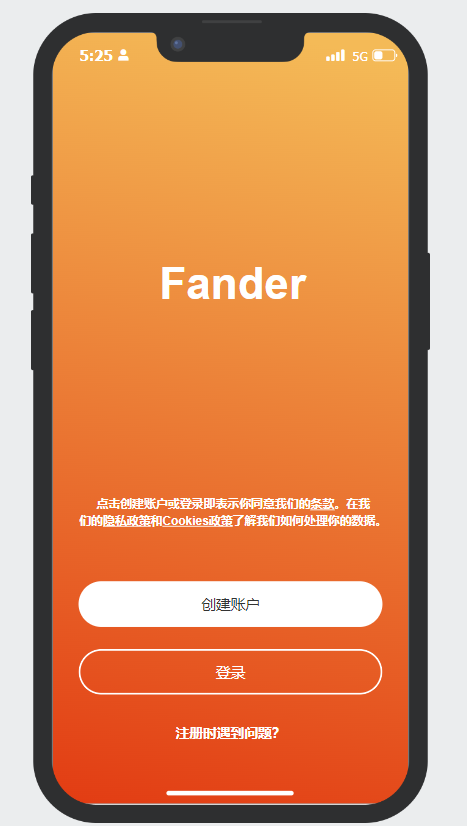 5:25
5G
Fander
点击创建账户或登录即表示你同意我们的条款。在我
们的隐私政策和Cookies政策了解我们如何处理你的数据。
创建账户
登录
注册时遇到问题?